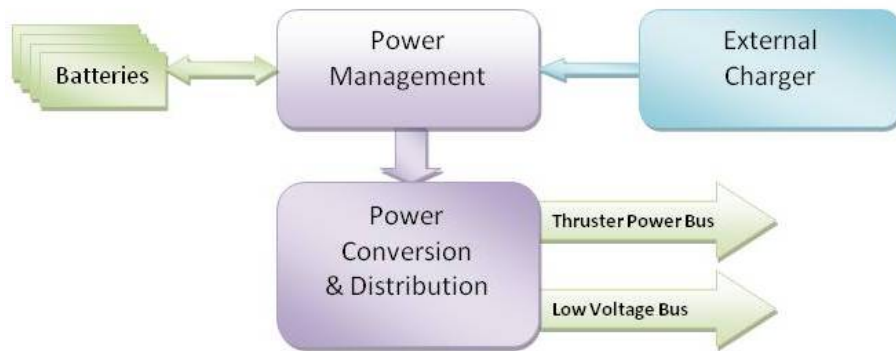 Batteries
Power
Management
External
Charger
Power
Conversion
& Distribution
Thruster Power Bus
Low Voltage Bus